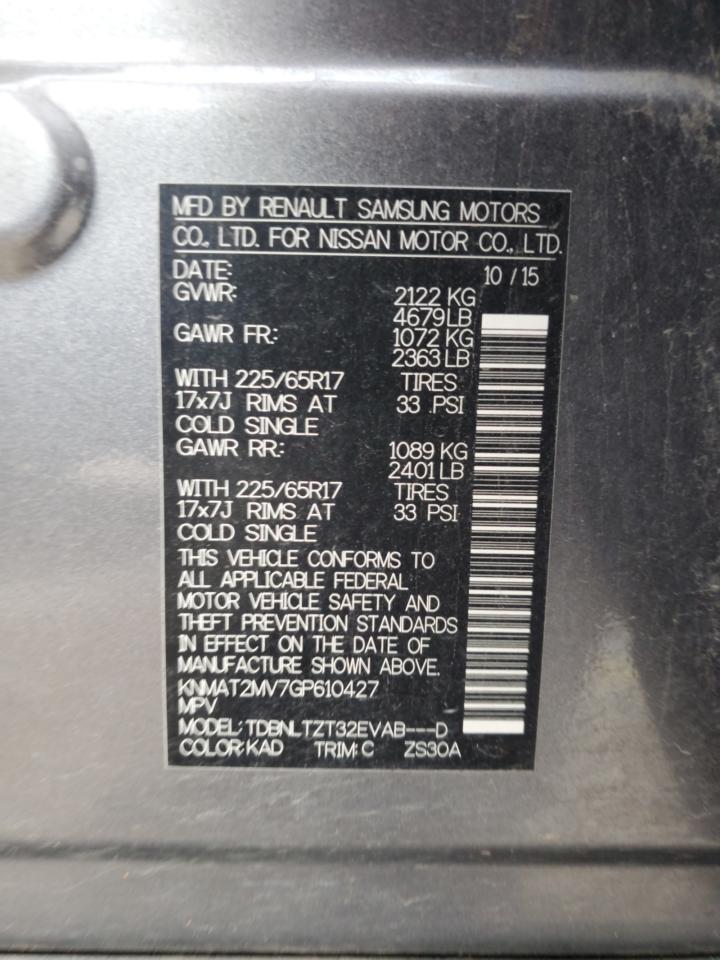 MFD BY RENAULT SAMSUNG MOTORS
CO., LTD. FOR NISSAN MOTOR CO., LTD.
DATE: 10 / 15
GVWR: 2122 KG
4679 LB
GAWR FR.: 1072 KG
2363 LB
WITH 225/65R17 TIRES
17x7J RIMS AT 33 PSI
COLD SINGLE
GAWR RR.: 1089 KG
2401 LB
WITH 225/65R17 TIRES
17x7J RIMS AT 33 PSI
COLD SINGLE
THIS VEHICLE CONFORMS TO
ALL APPLICABLE FEDERAL
MOTOR VEHICLE SAFETY AND
THEFT PREVENTION STANDARDS
IN EFFECT ON THE DATE OF
MANUFACTURE SHOWN ABOVE.
KNMAT2MV7GP610427
MPV
MODEL: TDBNLTZT32EVAB---D
COLOR: KAD TRIM: C ZS30A